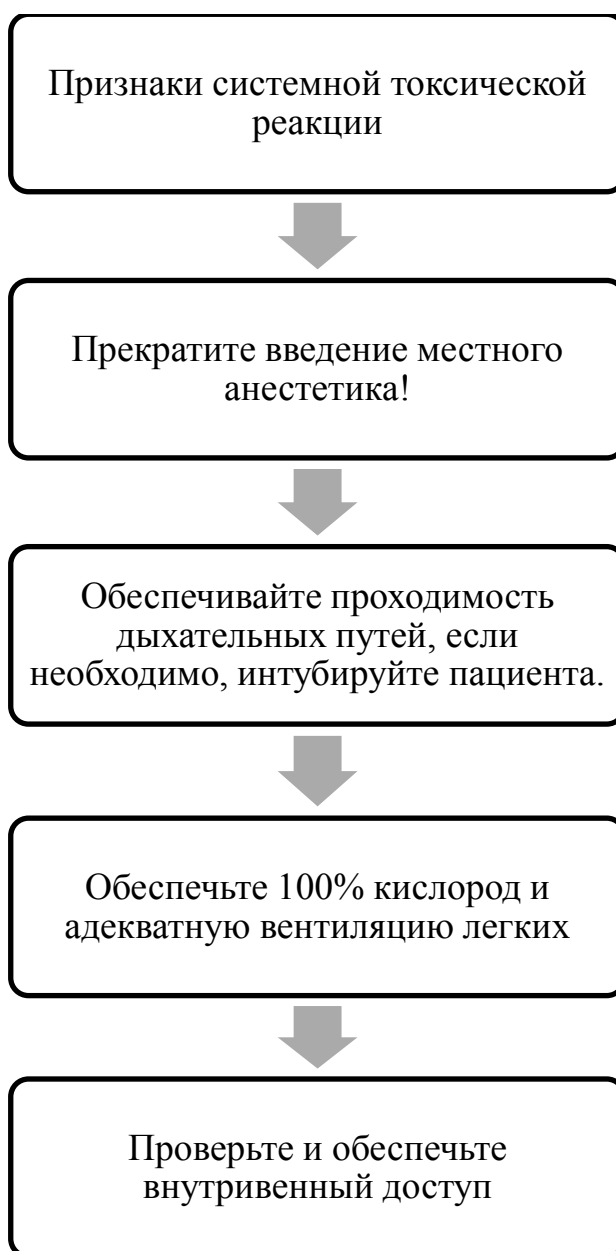 Признаки системной токсической
реакции
Прекратите введение местного
анестетика!
Обеспечивайте проходимость
дыхательных путей, если
необходимо, интубируйте пациента.
Обеспечьте 100% кислород и
адекватную вентиляцию легких
Проверьте и обеспечьте
внутривенный доступ